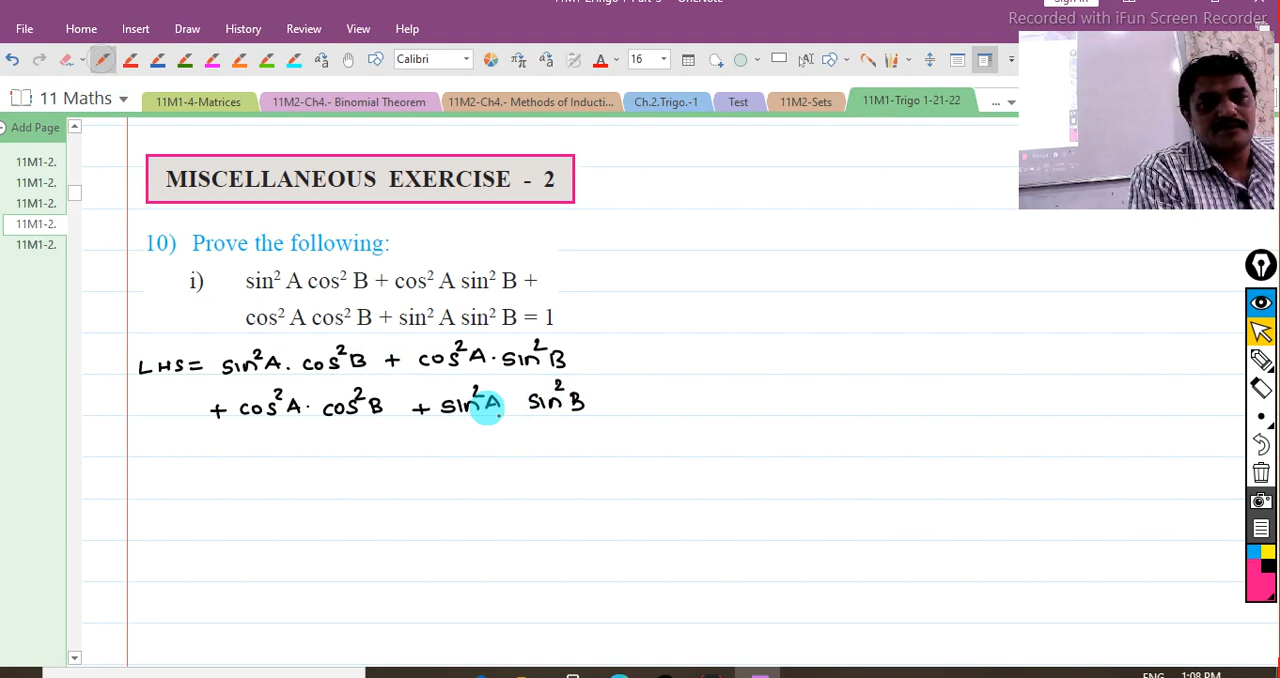 Recorded with iFun Screen Recorder
File Home Insert Draw History Review View Help
Calibri 16
11 Maths 11M1-4-Matrices 11M2-Ch4.- Binomial Theorem 11M2-Ch4.- Methods of Inducti... Ch.2.Trigo.-1 Test 11M2-Sets 11M1-Trigo 1-21-22 ...
Add Page
11M1-2.
11M1-2.
11M1-2.
11M1-2.
11M1-2.
MISCELLANEOUS EXERCISE - 2
10) Prove the following:
i) sin² A cos² B + cos² A sin² B +
cos² A cos² B + sin² A sin² B = 1
LHS = sin²A . cos²B + cos²A . sin²B
+ cos²A . cos²B + sin²A sin²B
ENG 1:08 PM